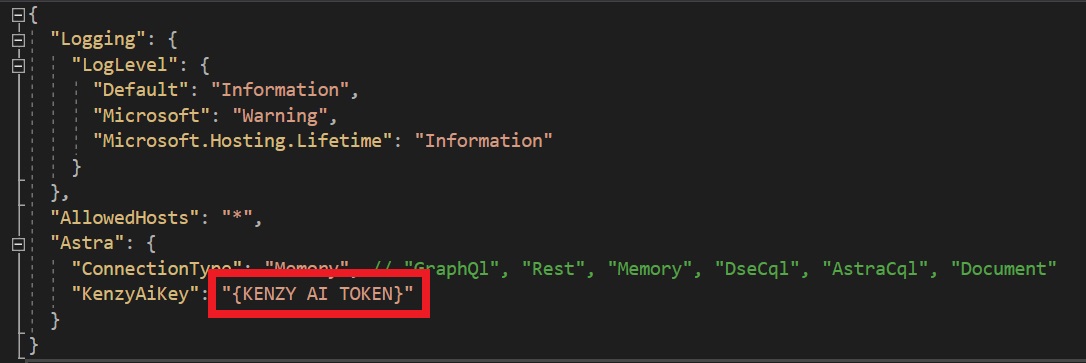 {
"Logging": {
"LogLevel": {
"Default": "Information",
"Microsoft": "Warning",
"Microsoft.Hosting.Lifetime": "Information"
}
},
"AllowedHosts": "*",
"Astra": {
"ConnectionType": "Memory", // "GraphQl", "Rest", "Memory", "DseCql", "AstraCql", "Document"
"KenzyAiKey": "{KENZY AI TOKEN}"
}
}